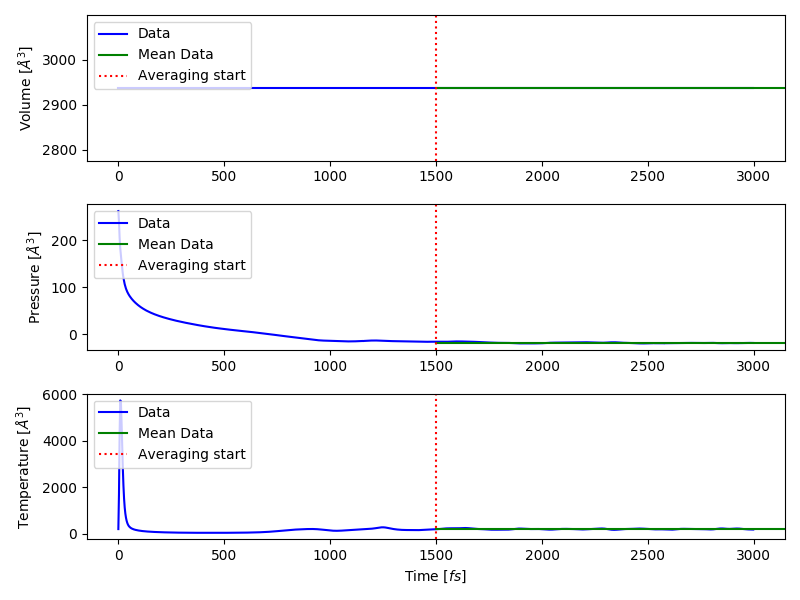 Volume [Å³]
3000
2900
2800
Data
Mean Data
Averaging start
0 500 1000 1500 2000 2500 3000
Pressure [Å³]
200
100
0
Data
Mean Data
Averaging start
0 500 1000 1500 2000 2500 3000
Temperature [Å³]
6000
4000
2000
0
Data
Mean Data
Averaging start
0 500 1000 1500 2000 2500 3000
Time [fs]